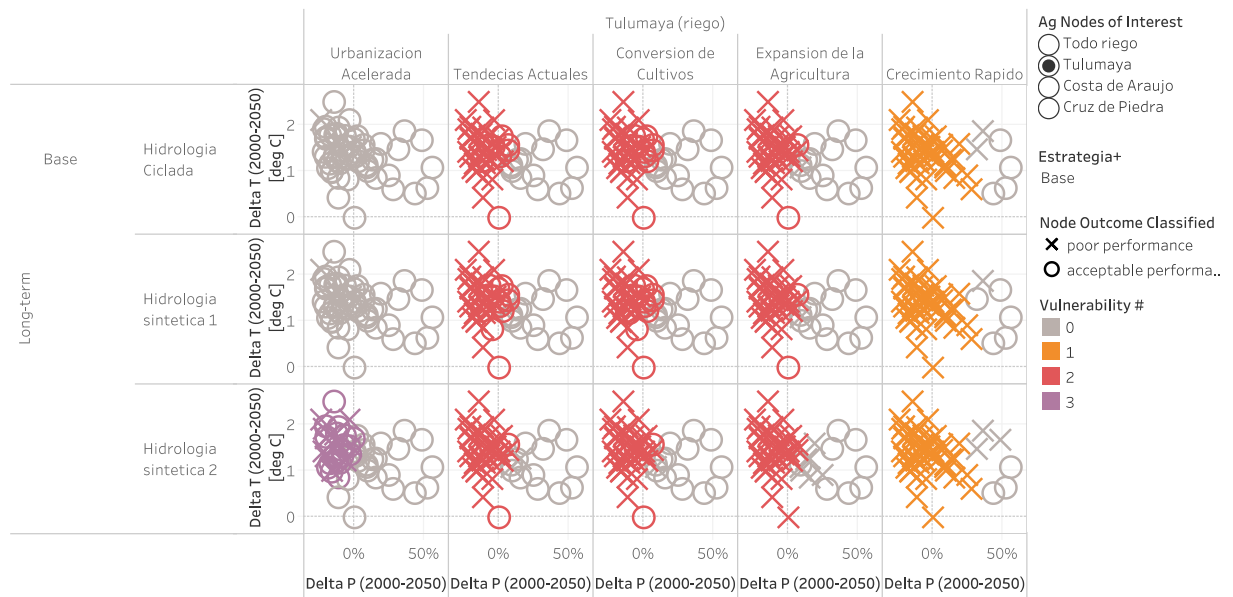 Tulumaya (riego)
Urbanizacion
Acelerada
Tendecias Actuales
Conversion de
Cultivos
Expansion de la
Agricultura
Crecimiento Rapido
Long-term
Base
Hidrologia
Ciclada
Delta T (2000-2050)
[deg C]
2
1
0
Hidrologia
sintetica 1
Delta T (2000-2050)
[deg C]
2
1
0
Hidrologia
sintetica 2
Delta T (2000-2050)
[deg C]
2
1
0
0% 50% 0% 50% 0% 50% 0% 50% 0% 50%
Delta P (2000-2050) Delta P (2000-2050) Delta P (2000-2050) Delta P (2000-2050) Delta P (2000-2050)
Ag Nodes of Interest
Todo riego
Tulumaya
Costa de Araujo
Cruz de Piedra
Estrategia+
Base
Node Outcome Classified
poor performance
acceptable performa..
Vulnerability #
0
1
2
3